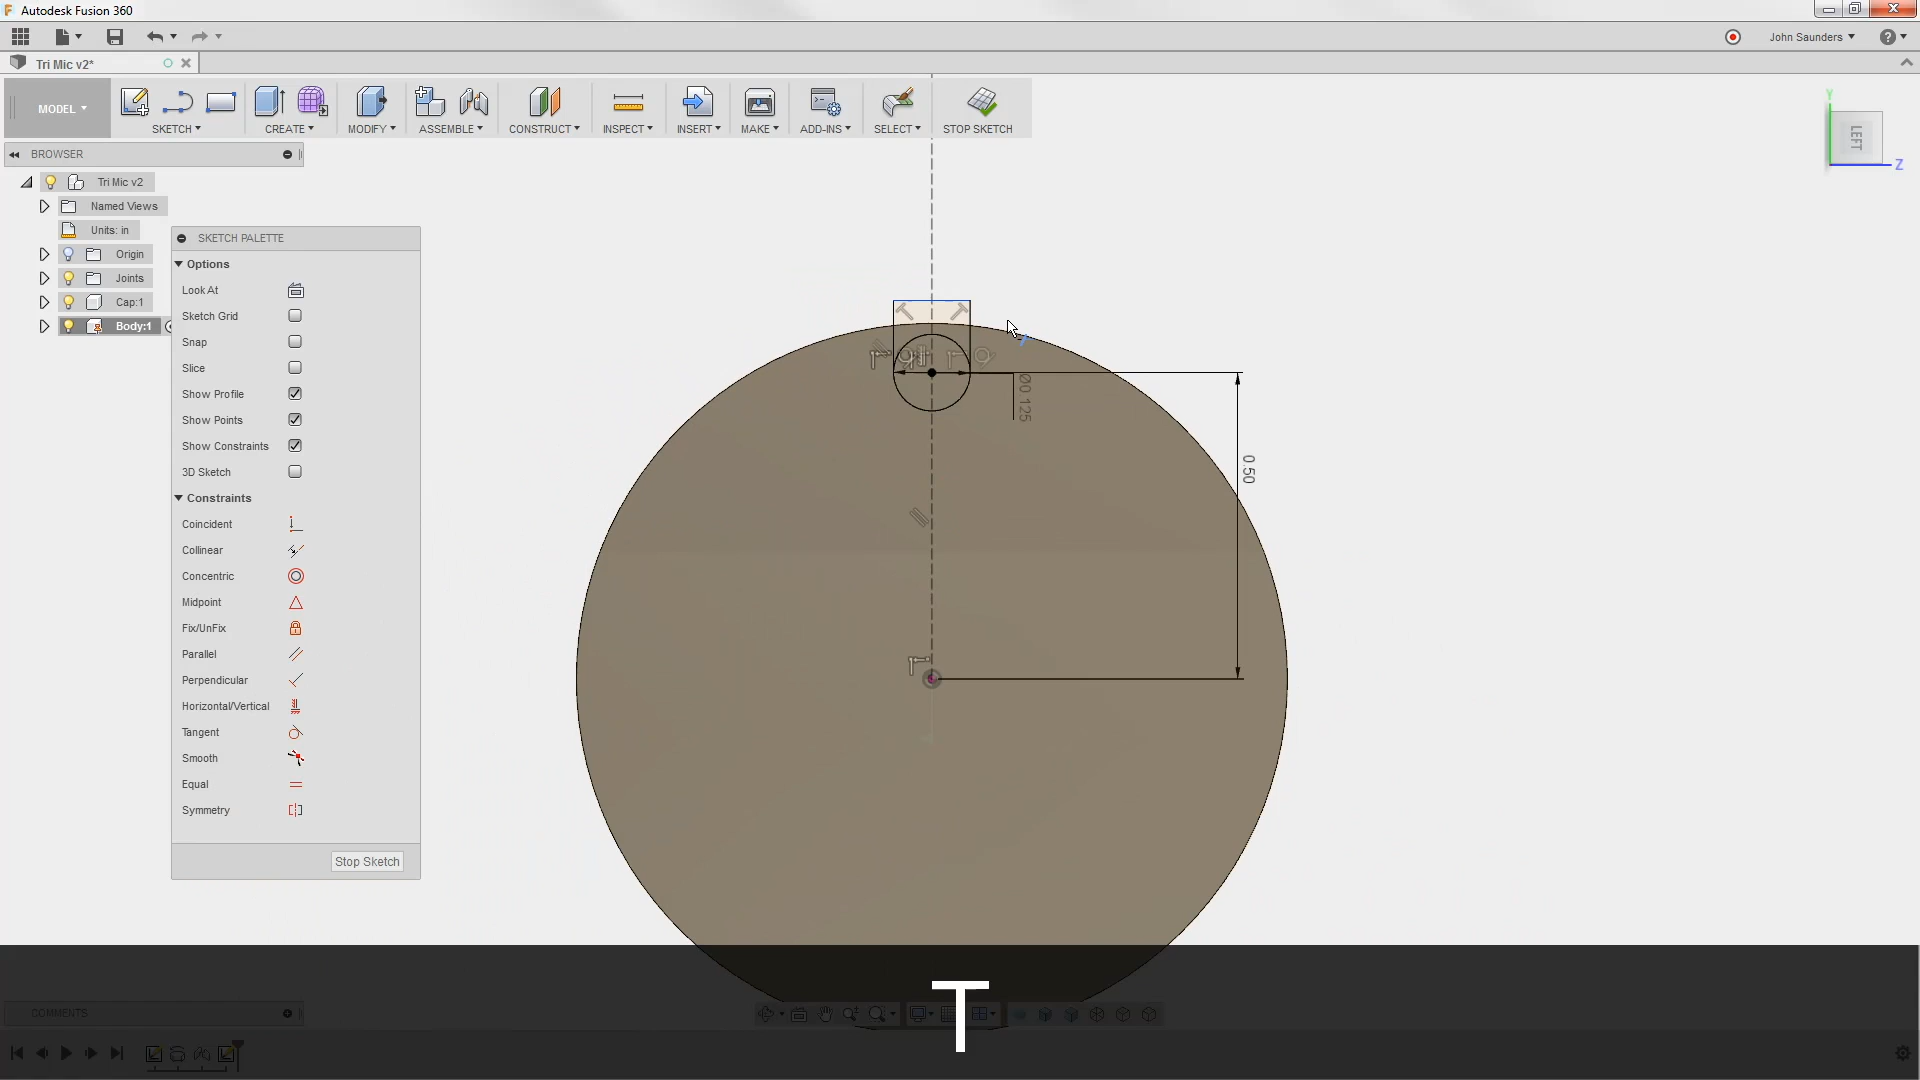 Autodesk Fusion 360
John Saunders
Tri Mic v2*
MODEL
SKETCH
CREATE
MODIFY
ASSEMBLE
CONSTRUCT
INSPECT
INSERT
MAKE
ADD-INS
SELECT
STOP SKETCH
BROWSER
Tri Mic v2
Named Views
Units: in
Origin
Joints
Cap:1
Body:1
SKETCH PALETTE
Options
Look At
Sketch Grid
Snap
Slice
Show Profile
Show Points
Show Constraints
3D Sketch
Constraints
Coincident
Collinear
Concentric
Midpoint
Fix/UnFix
Parallel
Perpendicular
Horizontal/Vertical
Tangent
Smooth
Equal
Symmetry
Stop Sketch
Ø0.125
0.50
Y
LEFT
Z
COMMENTS
T